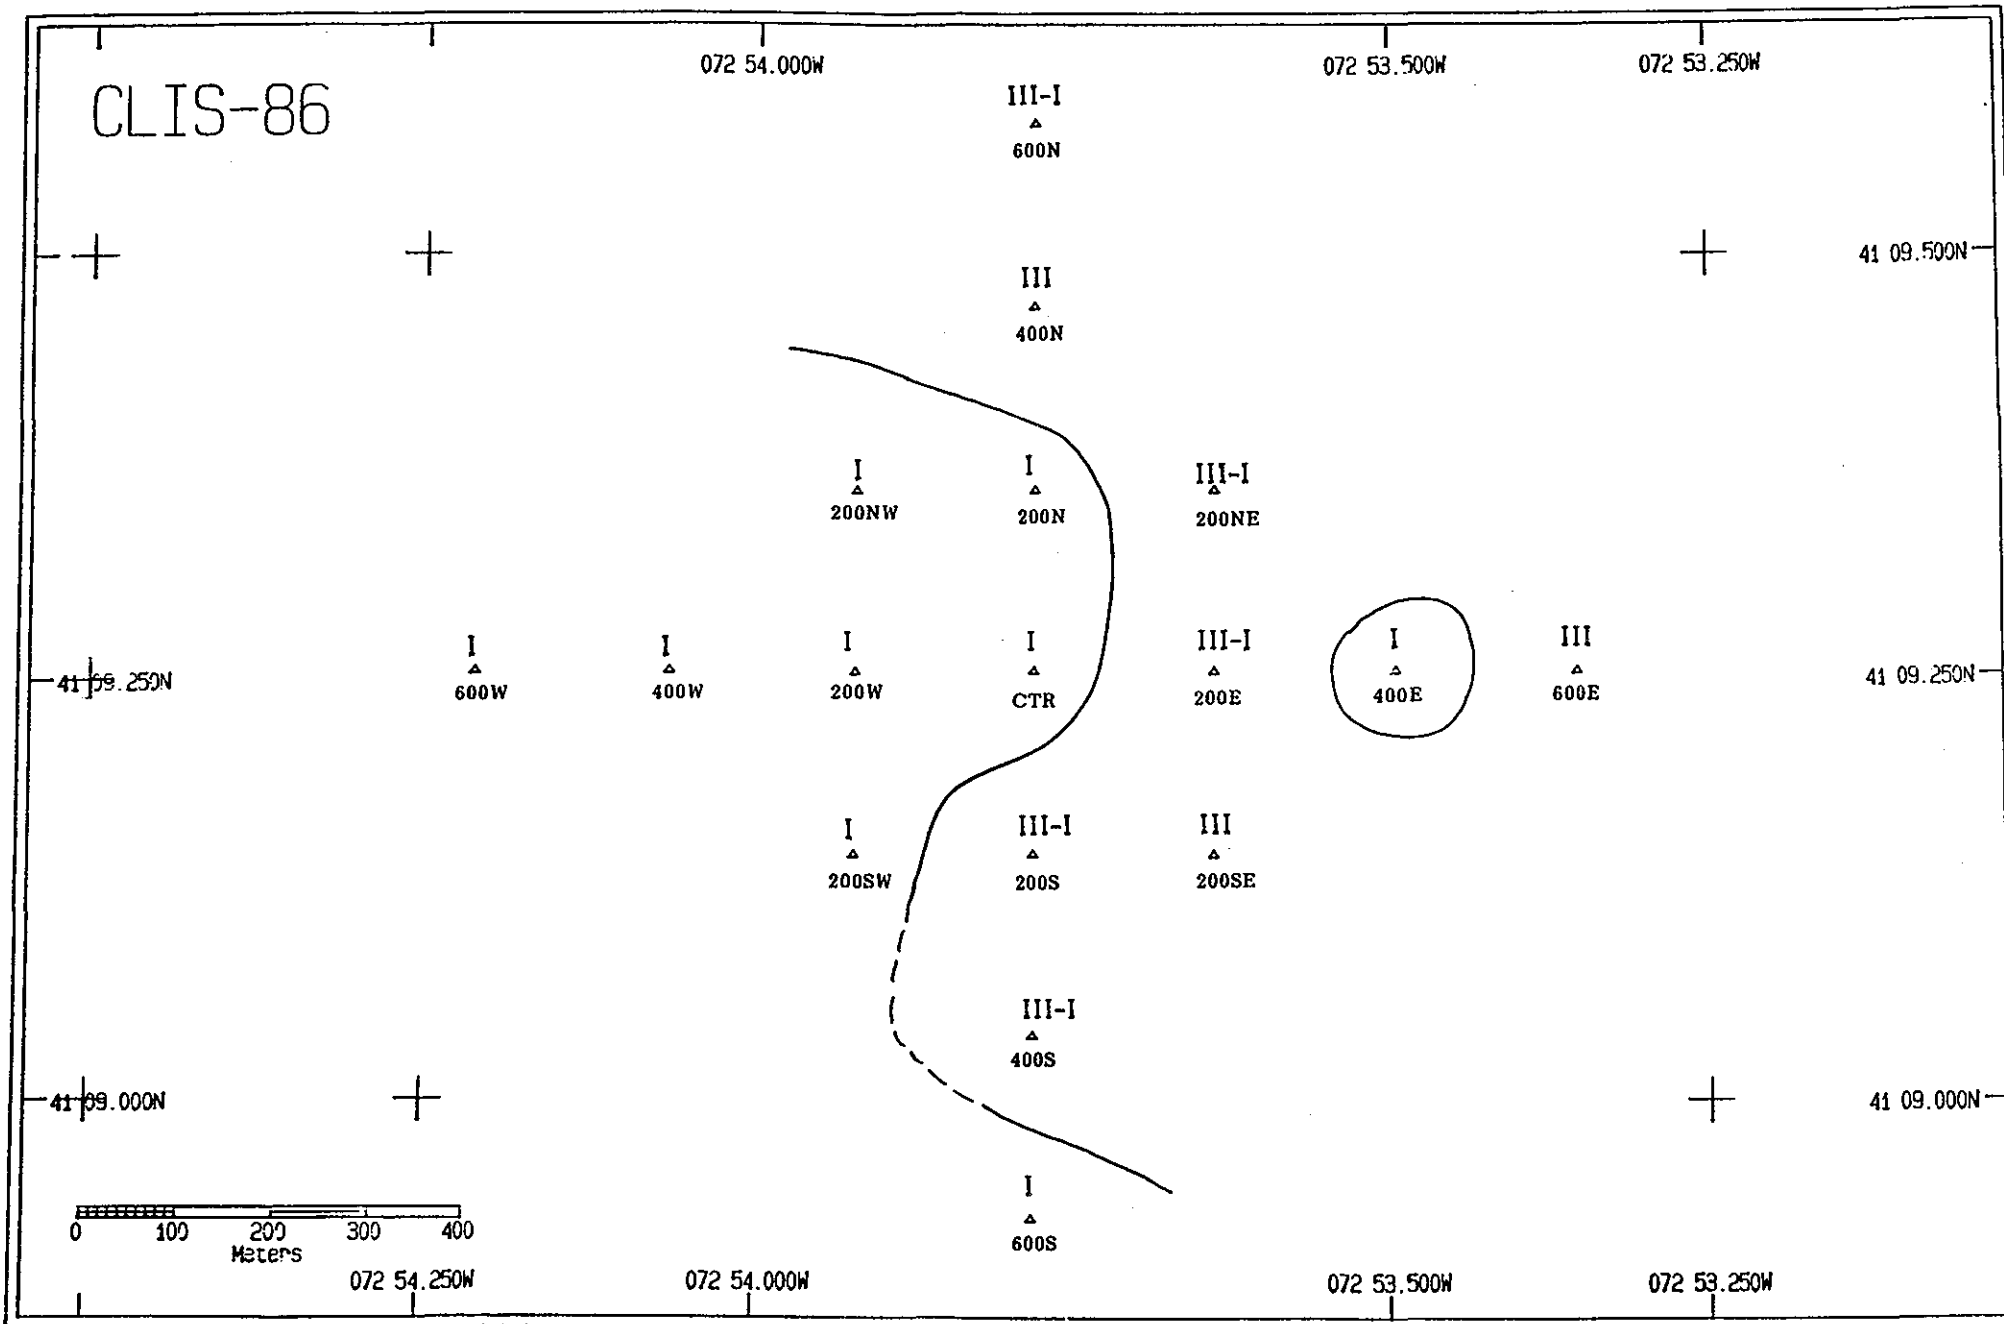 072 54.000W 072 53.500W 072 53.250W
CLIS-86
III-I
600N
41 09.500N
III
400N
I I III-I
200NW 200N 200NE
I I I I III-I I III
41 09.250N 600W 400W 200W CTR 200E 400E 600E 41 09.250N
I III-I III
200SW 200S 200SE
III-I
400S
41 09.000N 41 09.000N
I
600S
0 100 200 300 400
Meters
072 54.250W 072 54.000W 072 53.500W 072 53.250W